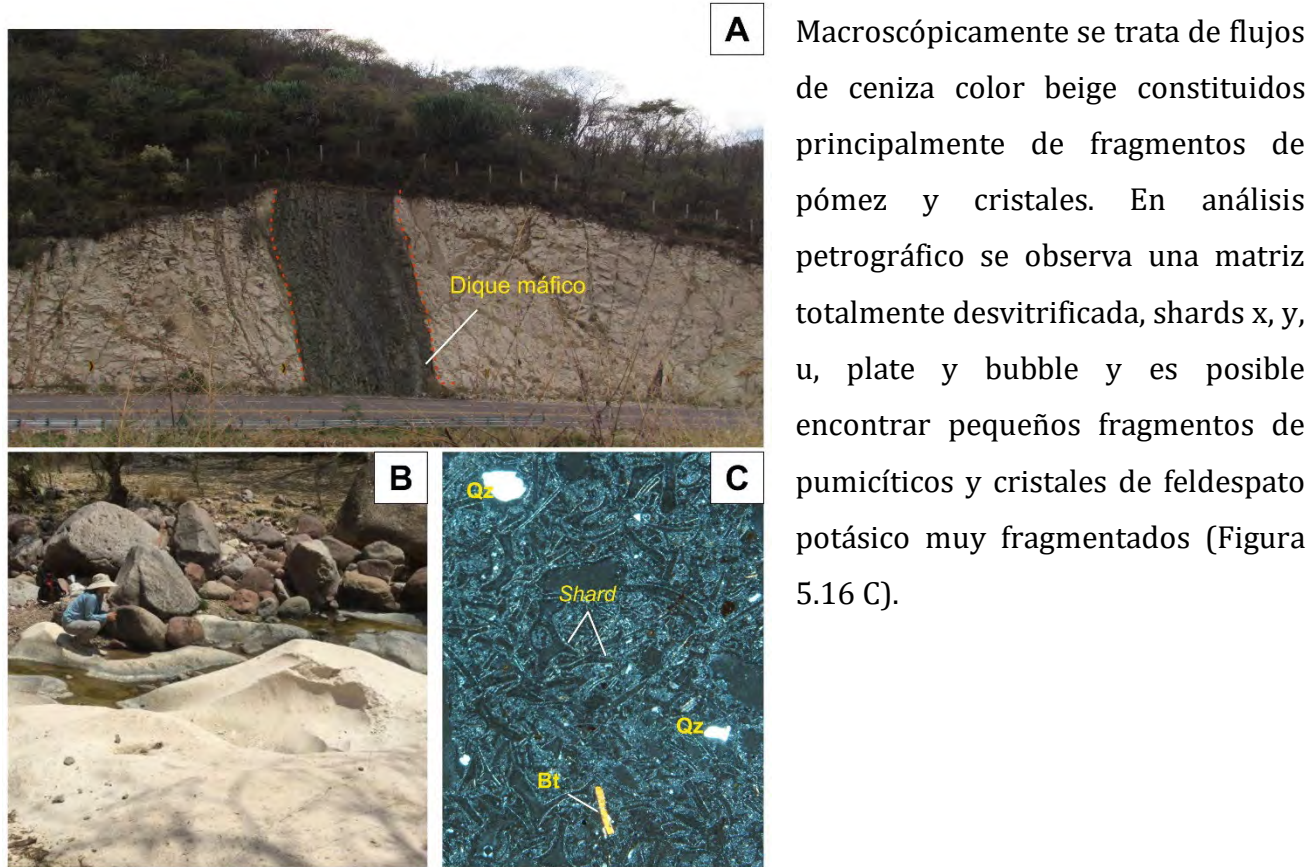 A
Dique máfico
B
C
Qz
Shard
Qz
Bt
Macroscópicamente se trata de flujos
de ceniza color beige constituidos
principalmente de fragmentos de
pómez y cristales. En análisis
petrográfico se observa una matriz
totalmente desvitrificada, shards x, y,
u, plate y bubble y es posible
encontrar pequeños fragmentos de
pumicíticos y cristales de feldespato
potásico muy fragmentados (Figura
5.16 C).